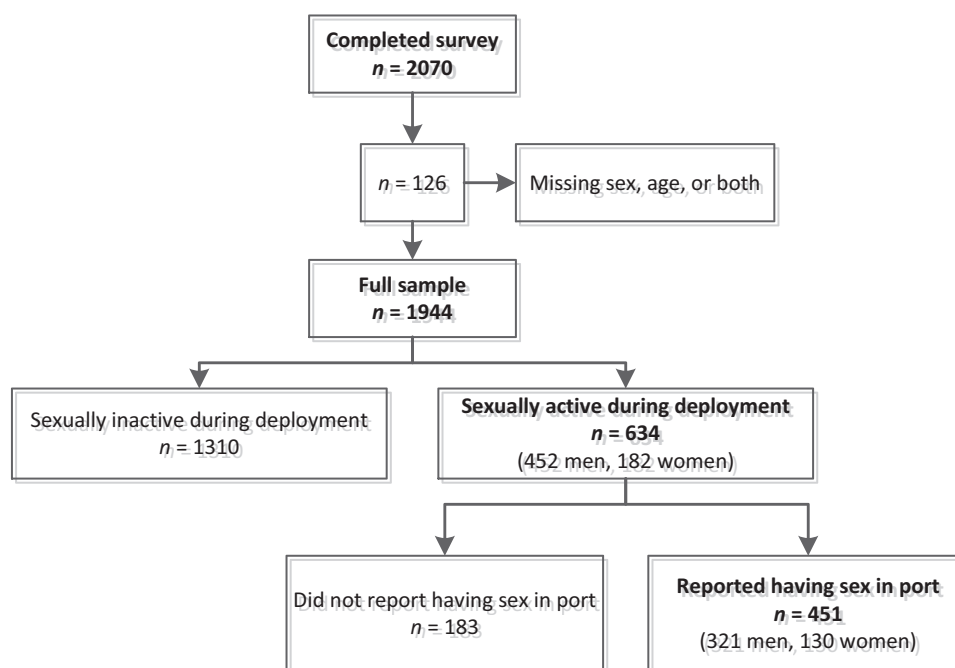 Completed survey
n = 2070
n = 126
Missing sex, age, or both
Full sample
n = 1944
Sexually inactive during deployment
n = 1310
Sexually active during deployment
n = 634
(452 men, 182 women)
Did not report having sex in port
n = 183
Reported having sex in port
n = 451
(321 men, 130 women)